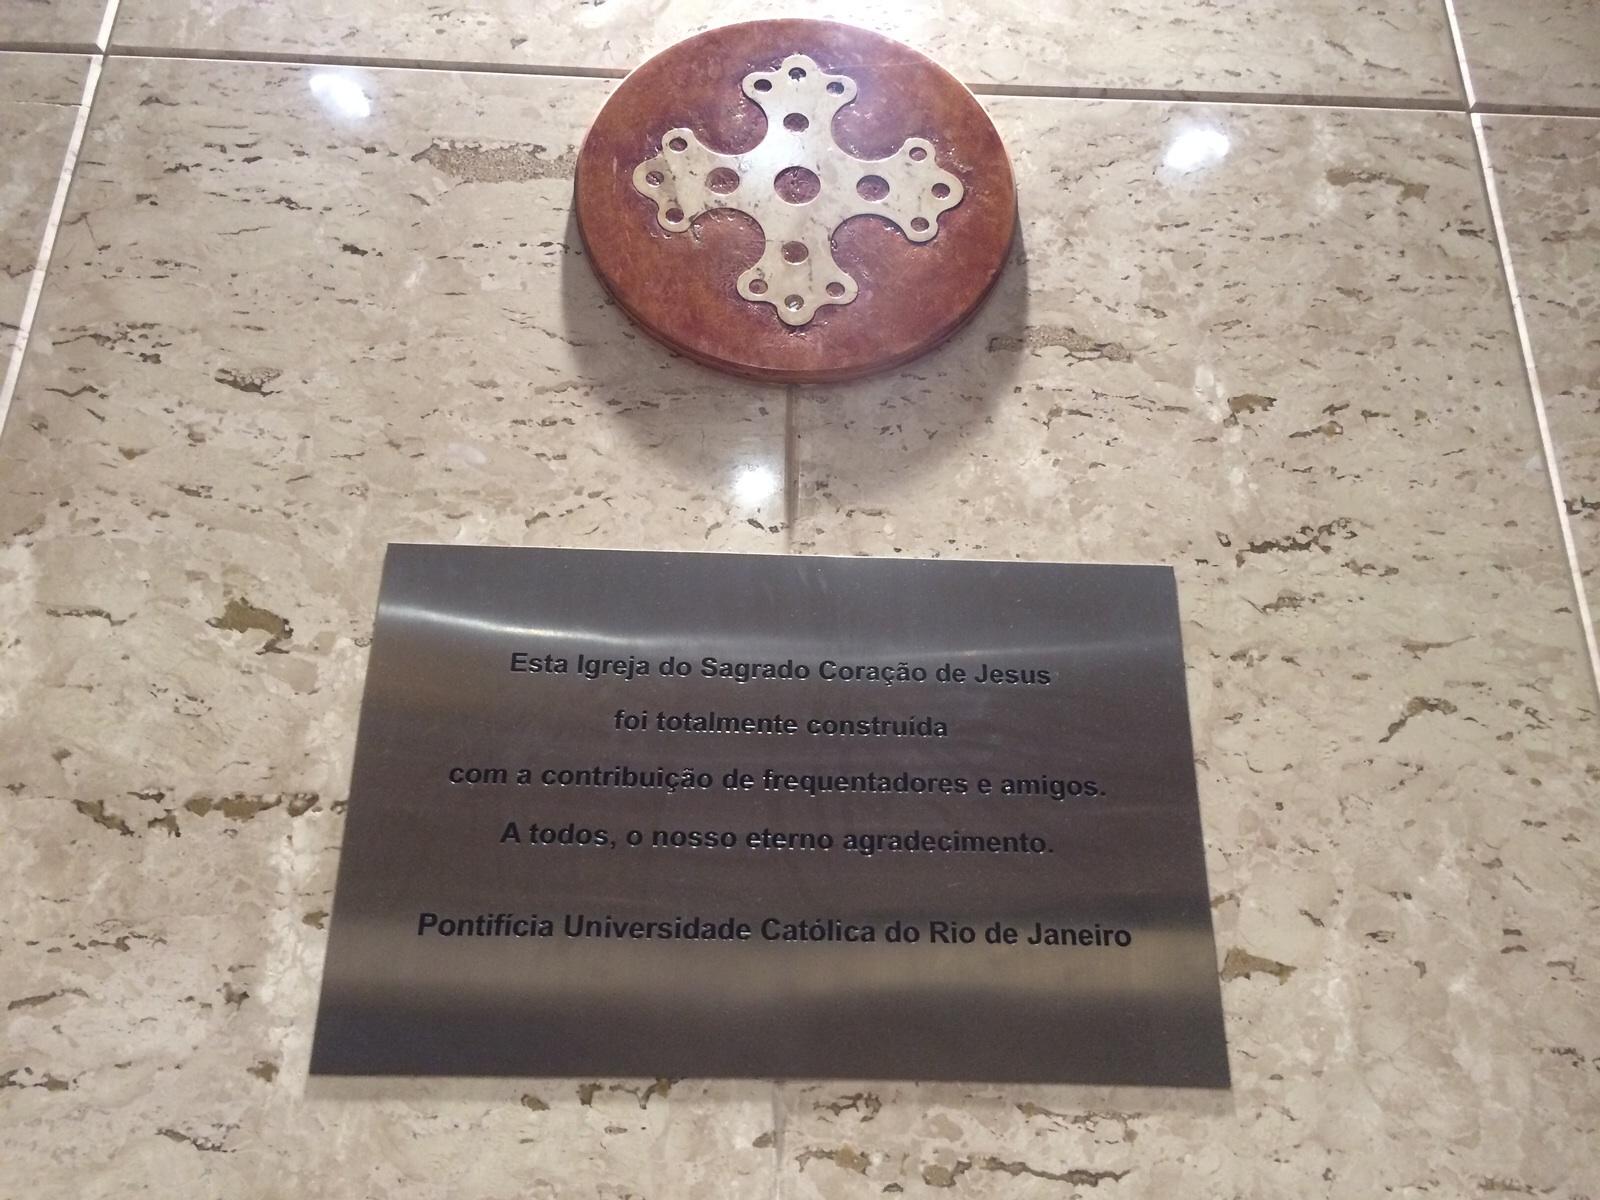 Esta Igreja do Sagrado Coração de Jesus
foi totalmente construída
com a contribuição de frequentadores e amigos.
A todos, o nosso eterno agradecimento.
Pontifícia Universidade Católica do Rio de Janeiro